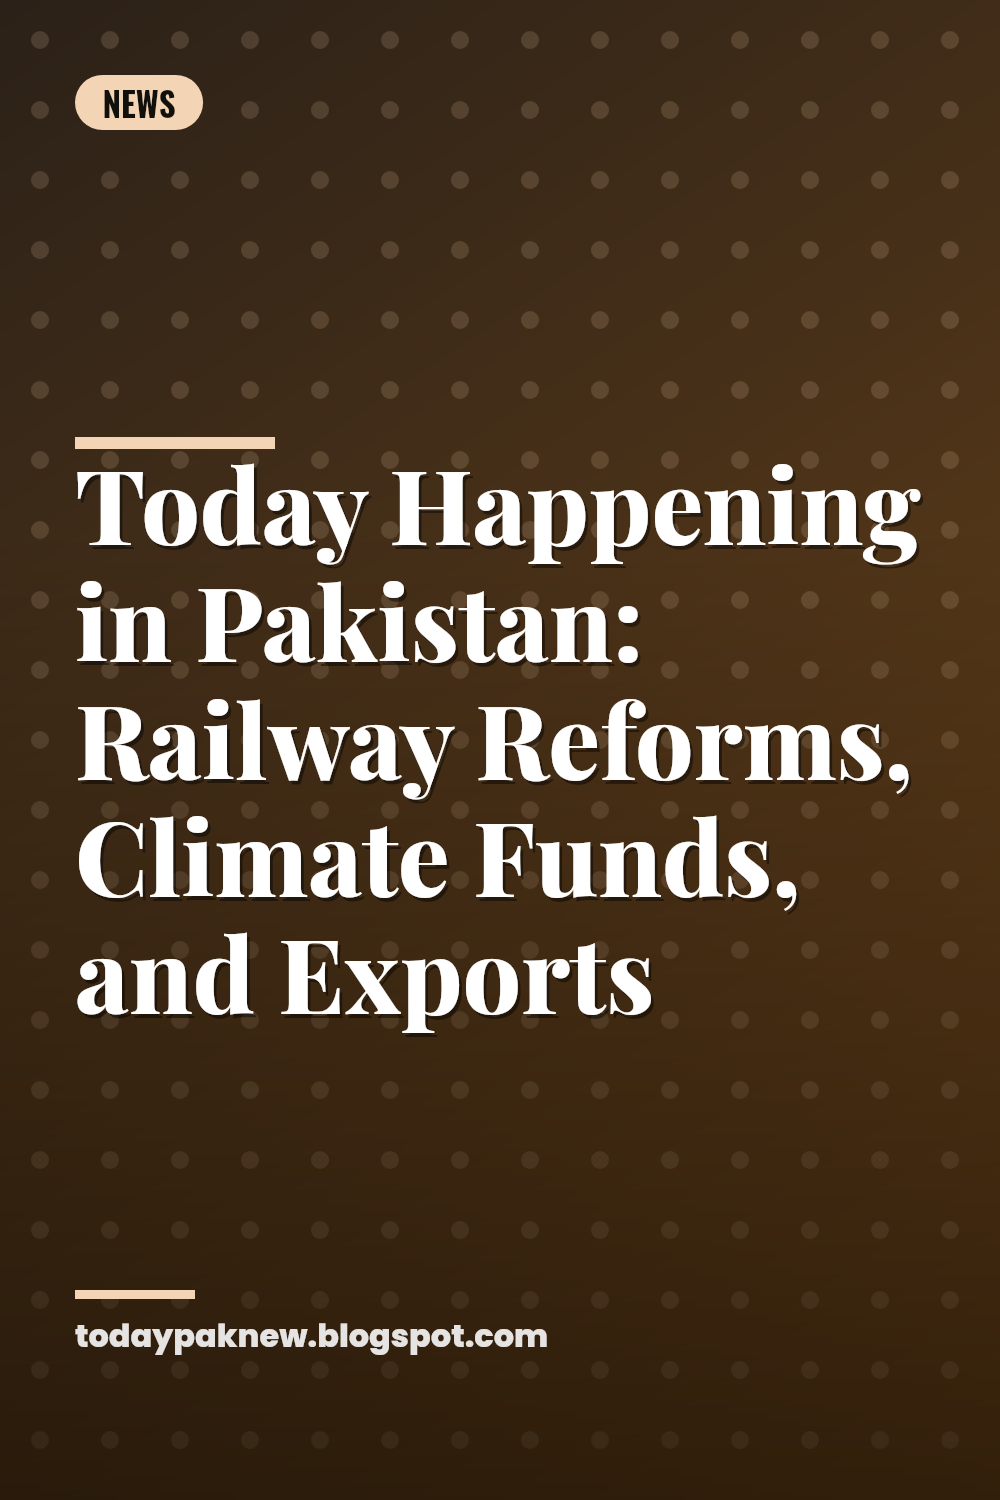 NEWS
Today Happening
in Pakistan:
Railway Reforms,
Climate Funds,
and Exports
todaypaknew.blogspot.com